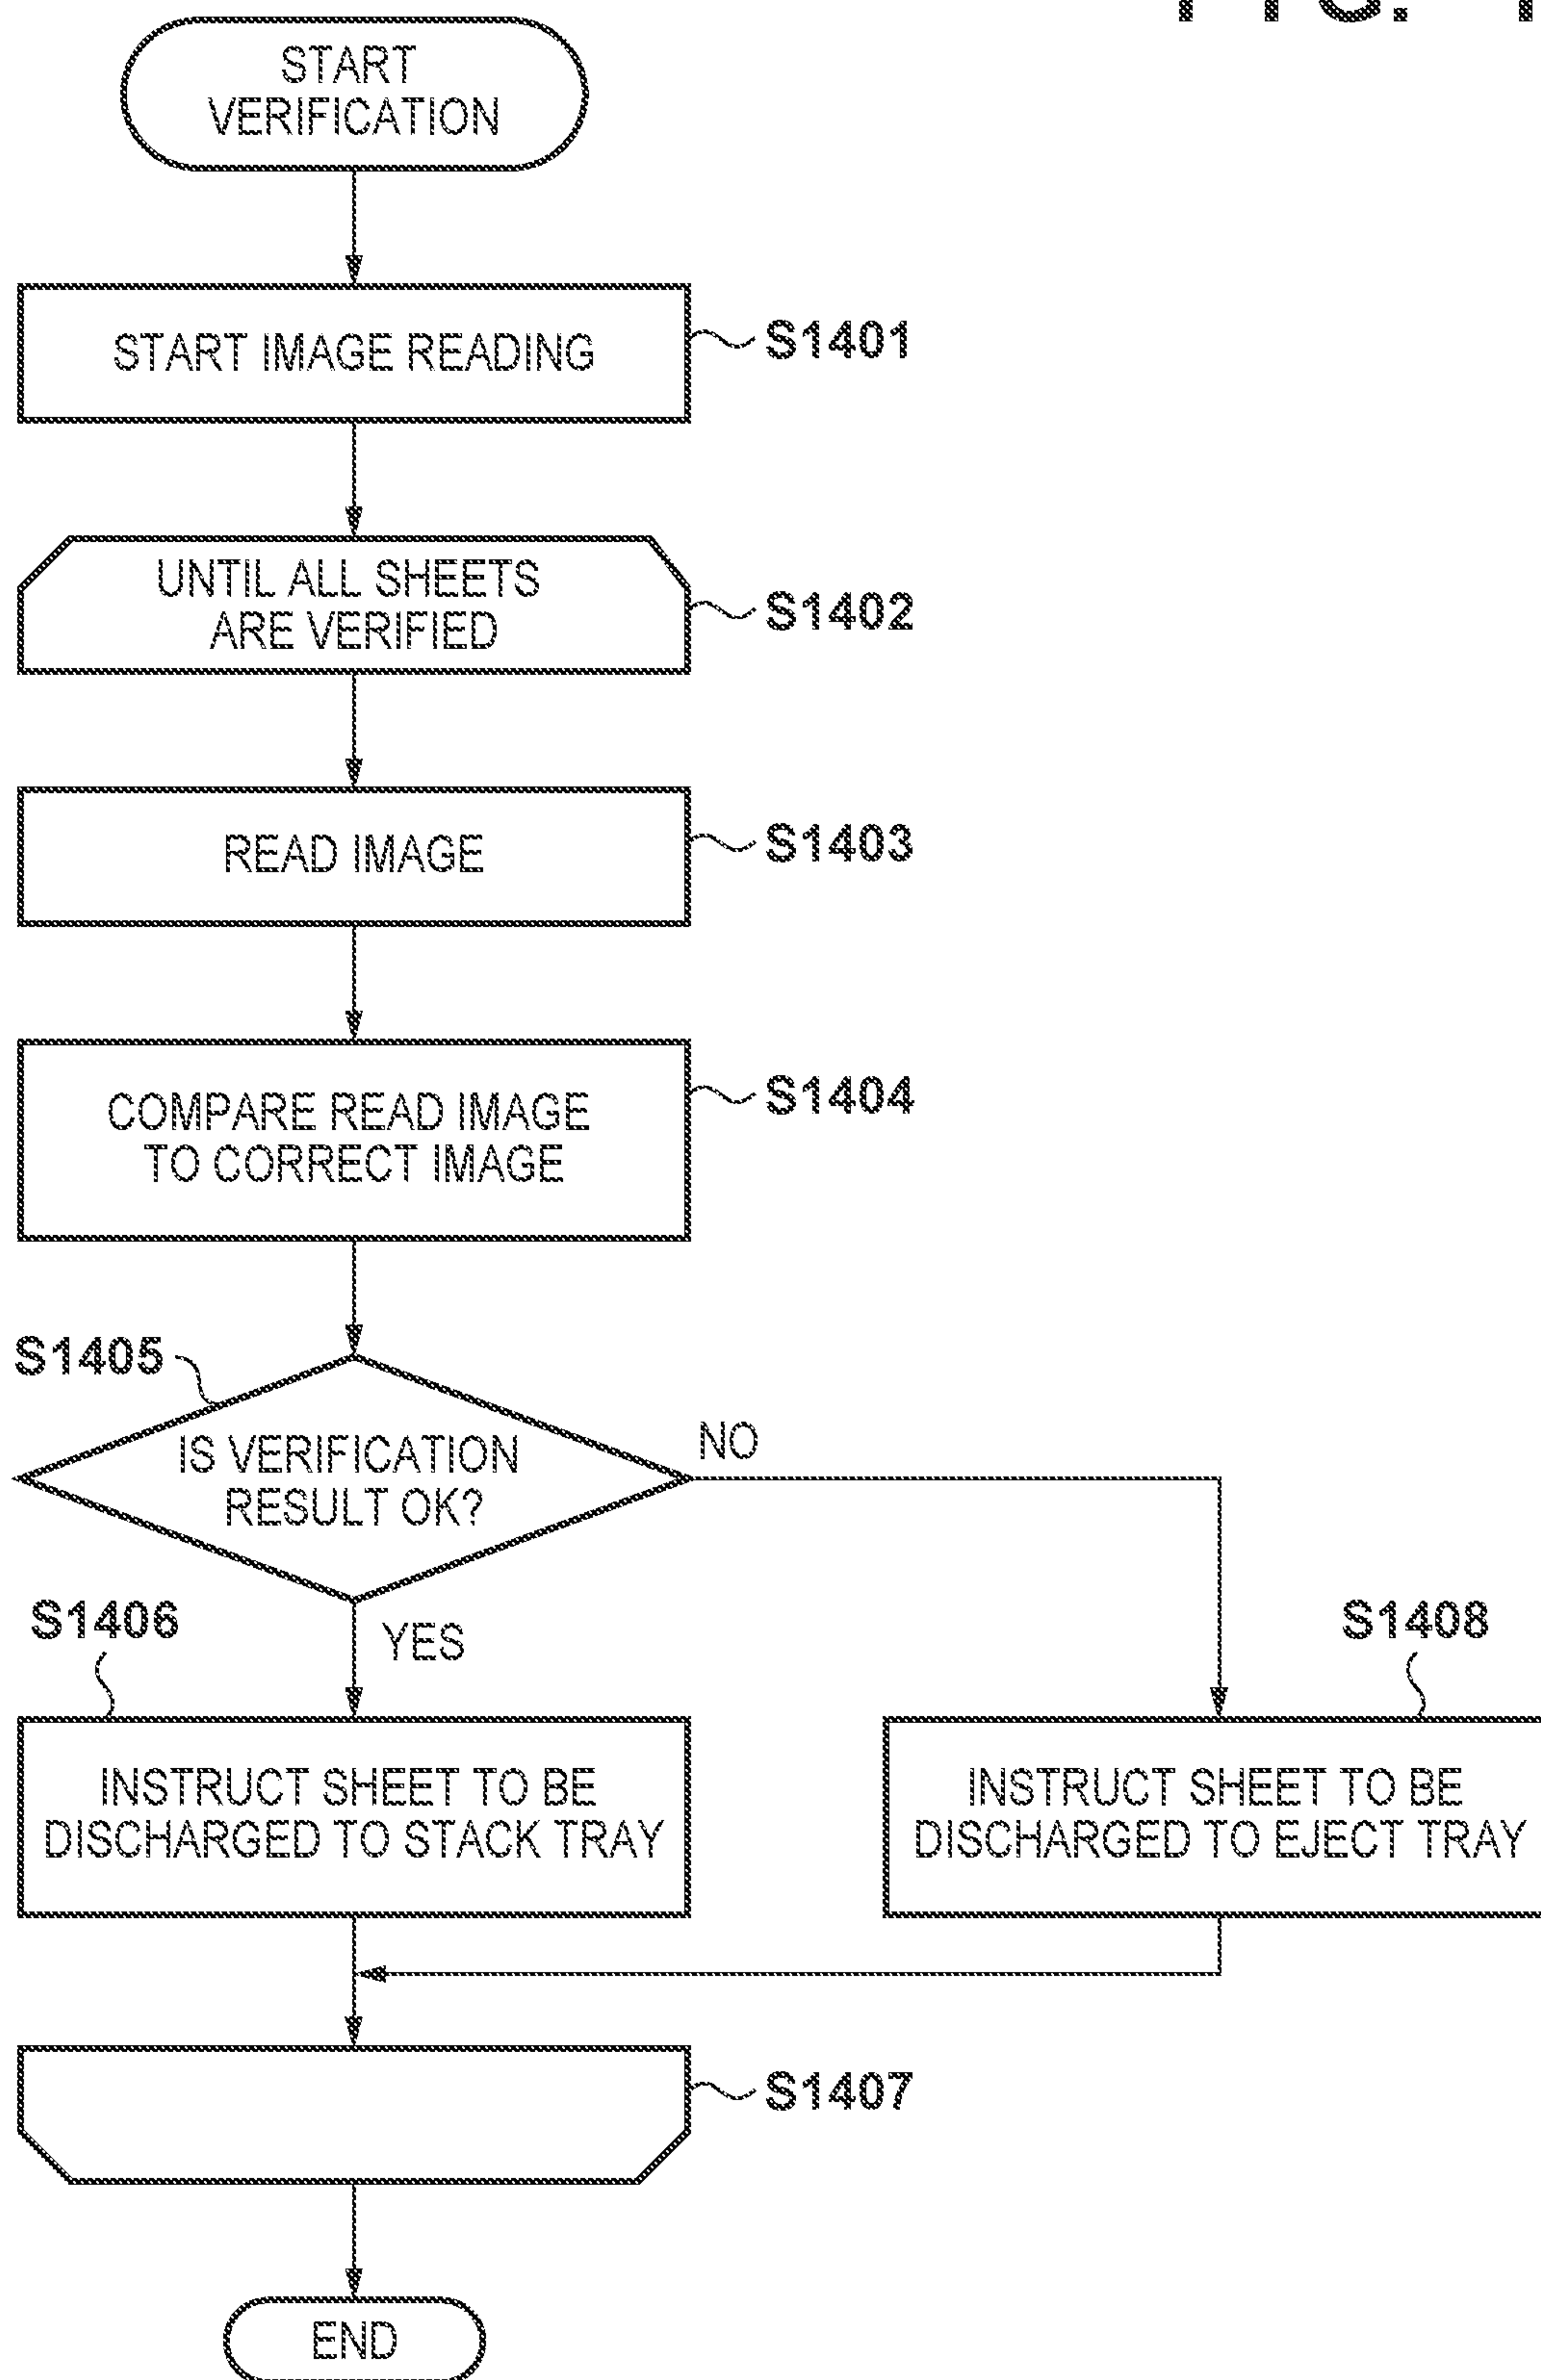 FIG. 1
START
VERIFICATION
START IMAGE READING
S1401
UNTIL ALL SHEETS
ARE VERIFIED
S1402
READ IMAGE
S1403
COMPARE READ IMAGE
TO CORRECT IMAGE
S1404
S1405
IS VERIFICATION
RESULT OK?
NO
YES
S1406
INSTRUCT SHEET TO BE
DISCHARGED TO STACK TRAY
S1408
INSTRUCT SHEET TO BE
DISCHARGED TO EJECT TRAY
S1407
END